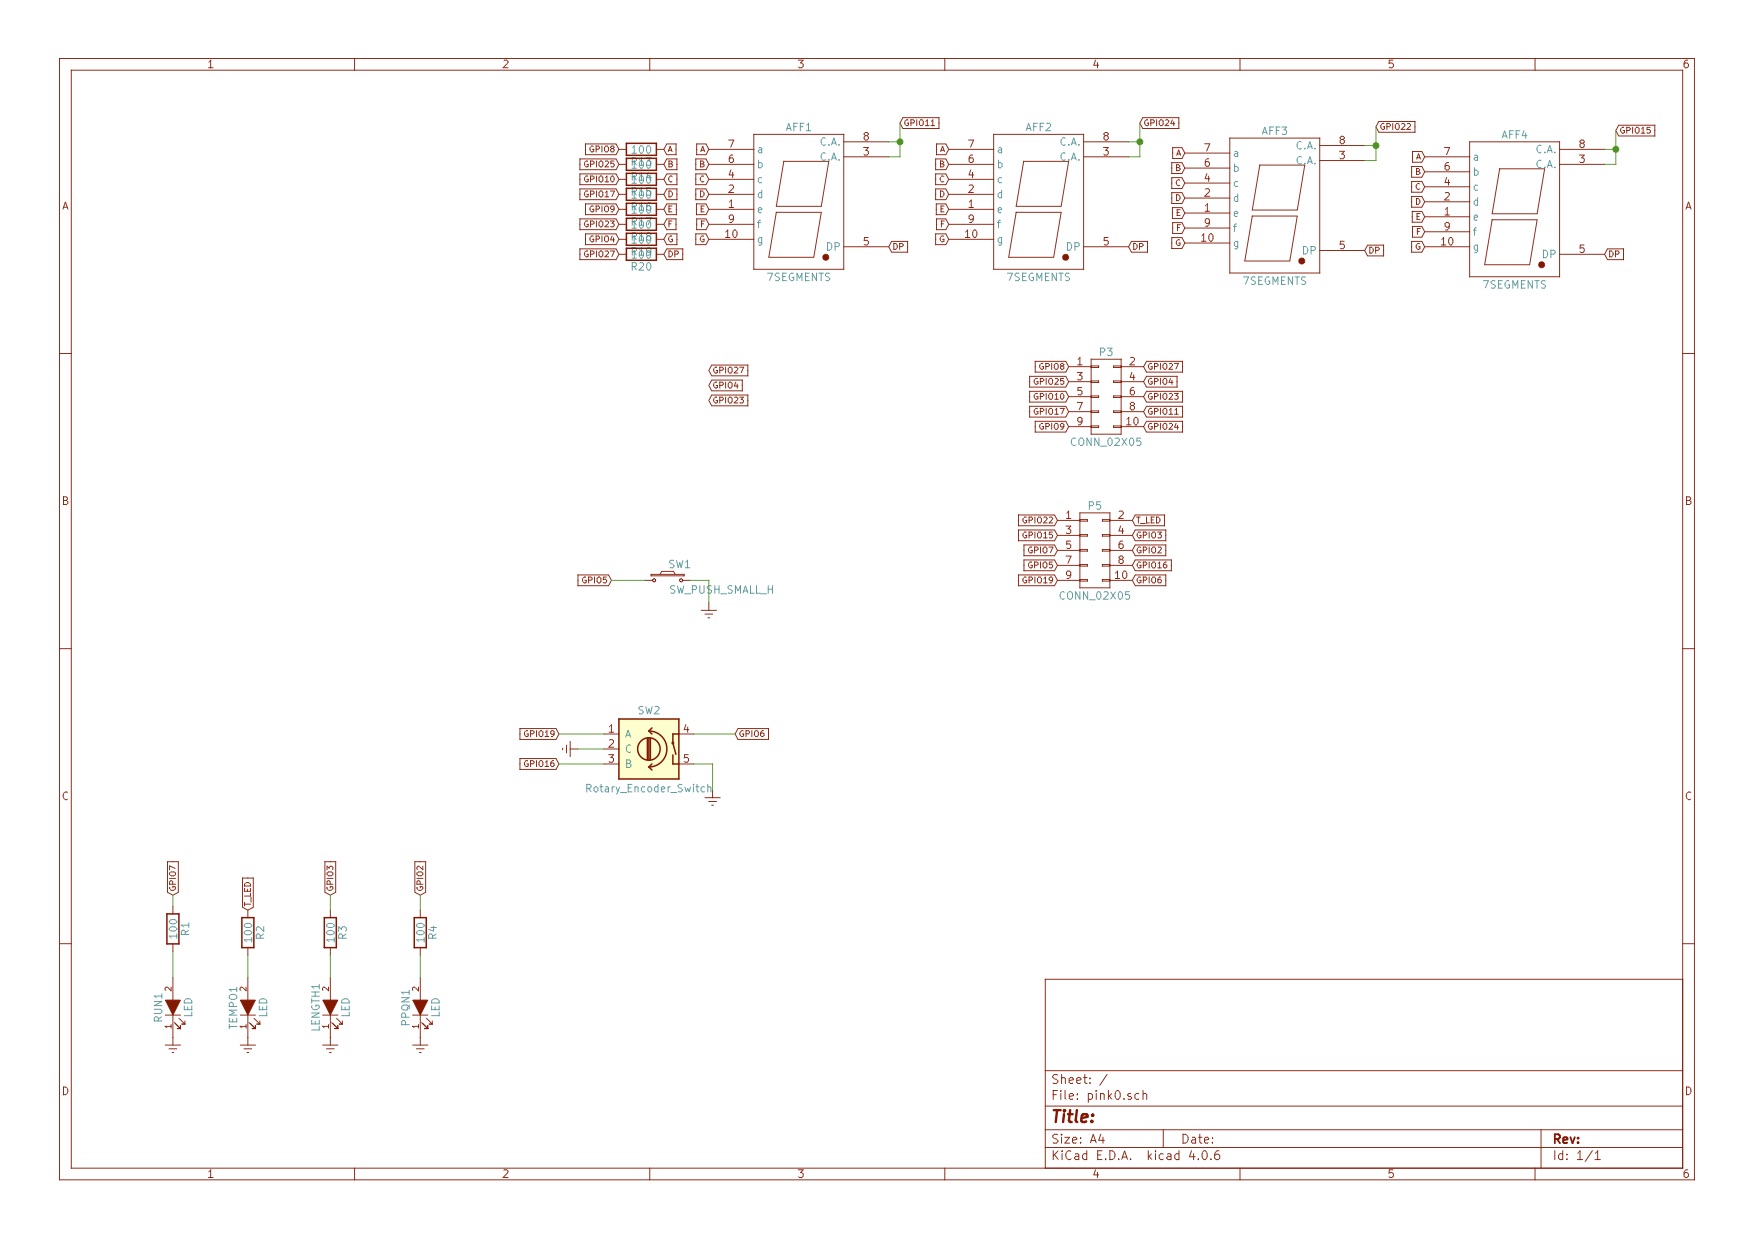 1 2 3 4 5 6
A
B
C
D
GPIO8 100 A
GPIO25 100 B
GPIO10 100 C
GPIO17 100 D
GPIO9 100 E
GPIO23 100 F
GPIO4 100 G
GPIO27 100 DP
R20
AFF1
GPIO11
A 7 a C.A. 8
B 6 b C.A. 3
C 4 c
D 2 d
E 1 e
F 9 f
G 10 g
DP 5 DP
7SEGMENTS
AFF2
GPIO24
A 7 a C.A. 8
B 6 b C.A. 3
C 4 c
D 2 d
E 1 e
F 9 f
G 10 g
DP 5 DP
7SEGMENTS
AFF3
GPIO22
A 7 a C.A. 8
B 6 b C.A. 3
C 4 c
D 2 d
E 1 e
F 9 f
G 10 g
DP 5 DP
7SEGMENTS
AFF4
GPIO15
A 7 a C.A. 8
B 6 b C.A. 3
C 4 c
D 2 d
E 1 e
F 9 f
G 10 g
DP 5 DP
7SEGMENTS
GPIO27
GPIO4
GPIO23
P3
GPIO8 1 2 GPIO27
GPIO25 3 4 GPIO4
GPIO10 5 6 GPIO23
GPIO17 7 8 GPIO11
GPIO9 9 10 GPIO24
CONN_02X05
P5
GPIO22 1 2 T_LED
GPIO15 3 4 GPIO3
GPIO7 5 6 GPIO2
GPIO5 7 8 GPIO16
GPIO19 9 10 GPIO6
CONN_02X05
SW1
GPIO5
SW_PUSH_SMALL_H
SW2
GPIO19 1 A 4 GPIO6
2 C
GPIO16 3 B 5
Rotary_Encoder_Switch
GPIO7
100 R1
2
RUN1 LED
1
T_LED
100 R2
2
TEMPO1 LED
1
GPIO3
100 R3
2
LENGTH1 LED
1
GPIO2
100 R4
2
PPQN1 LED
1
Sheet: /
File: pink0.sch
Title:
Size: A4 Date: Rev:
KiCad E.D.A. kicad 4.0.6 Id: 1/1
A
B
C
D
1 2 3 4 5 6